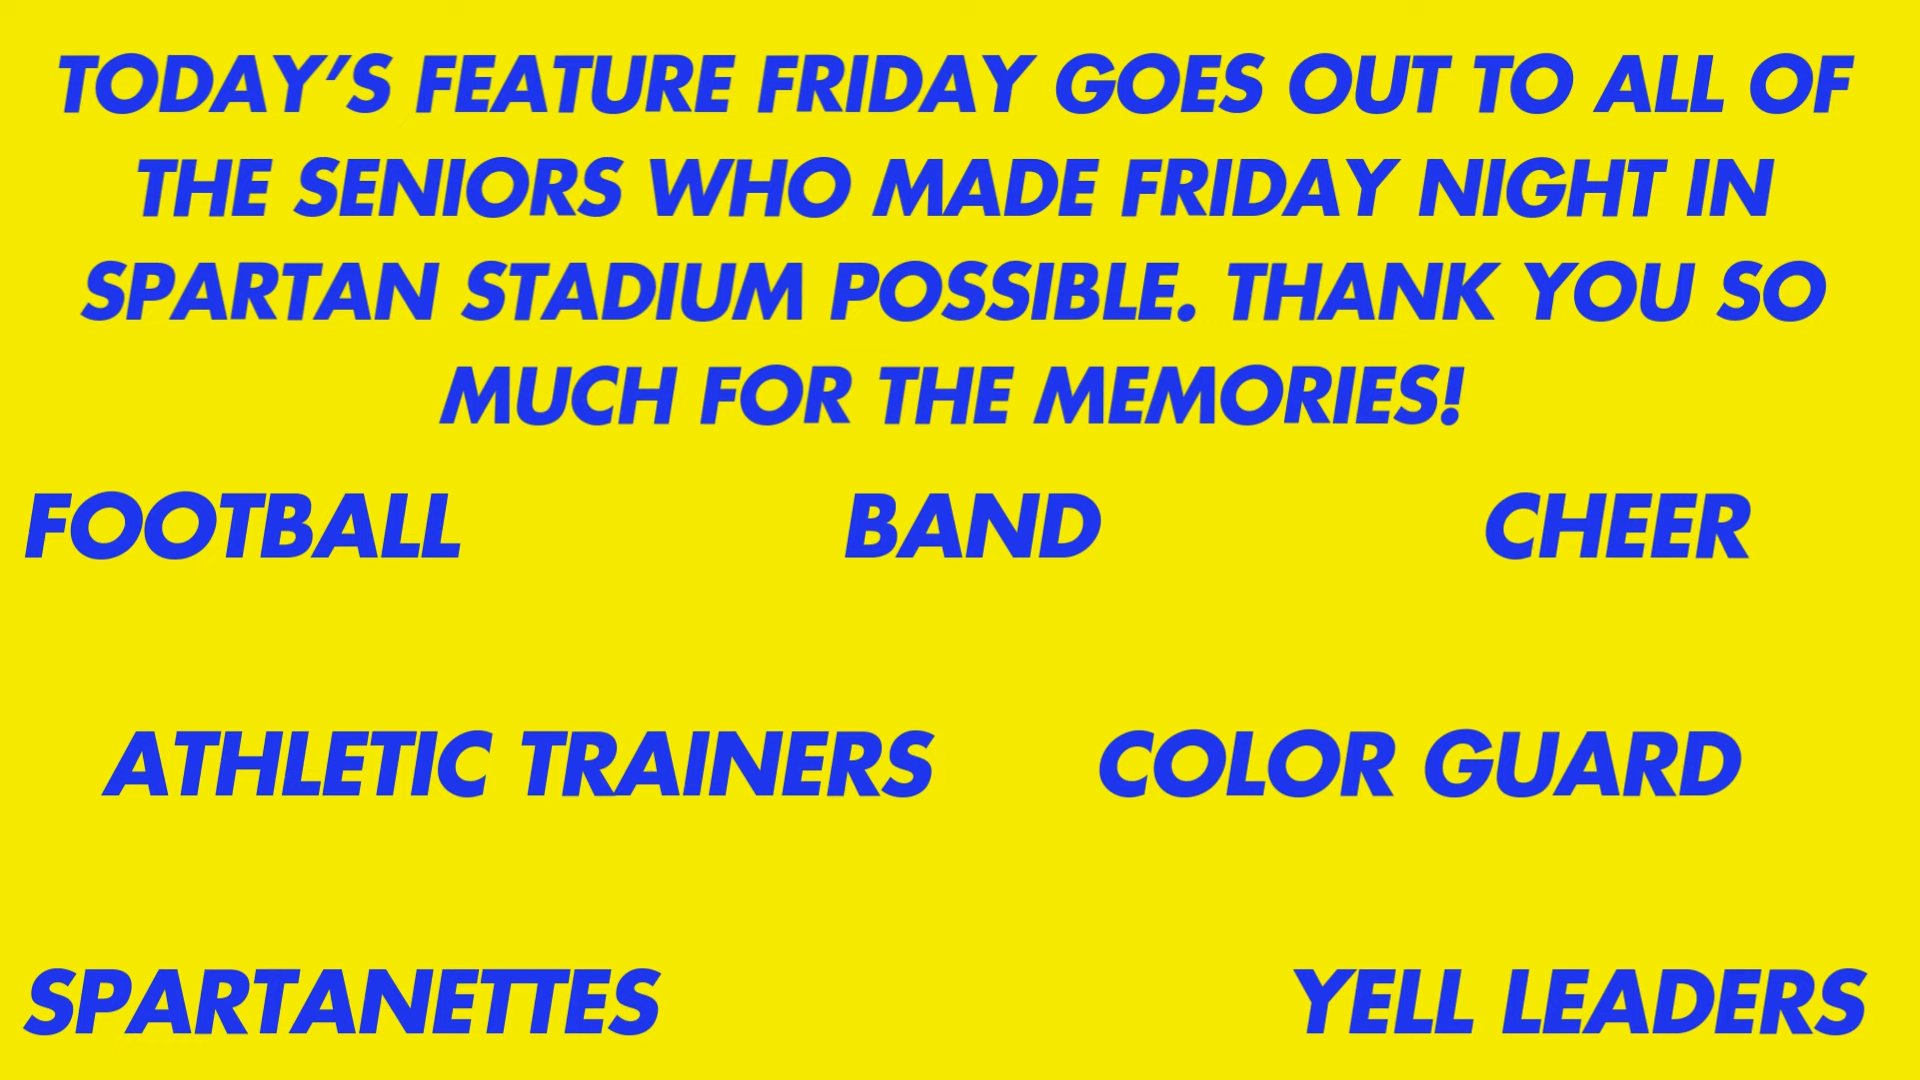 TODAY’S FEATURE FRIDAY GOES OUT TO ALL OF
THE SENIORS WHO MADE FRIDAY NIGHT IN
SPARTAN STADIUM POSSIBLE. THANK YOU SO
MUCH FOR THE MEMORIES!
FOOTBALL BAND CHEER
ATHLETIC TRAINERS COLOR GUARD
SPARTANETTES YELL LEADERS